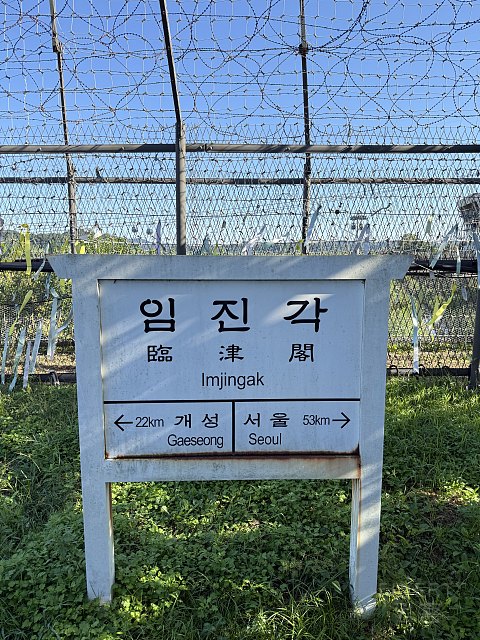 임진각
臨津閣
Imjingak
← 22km 개성 서울 53km →
Gaeseong Seoul